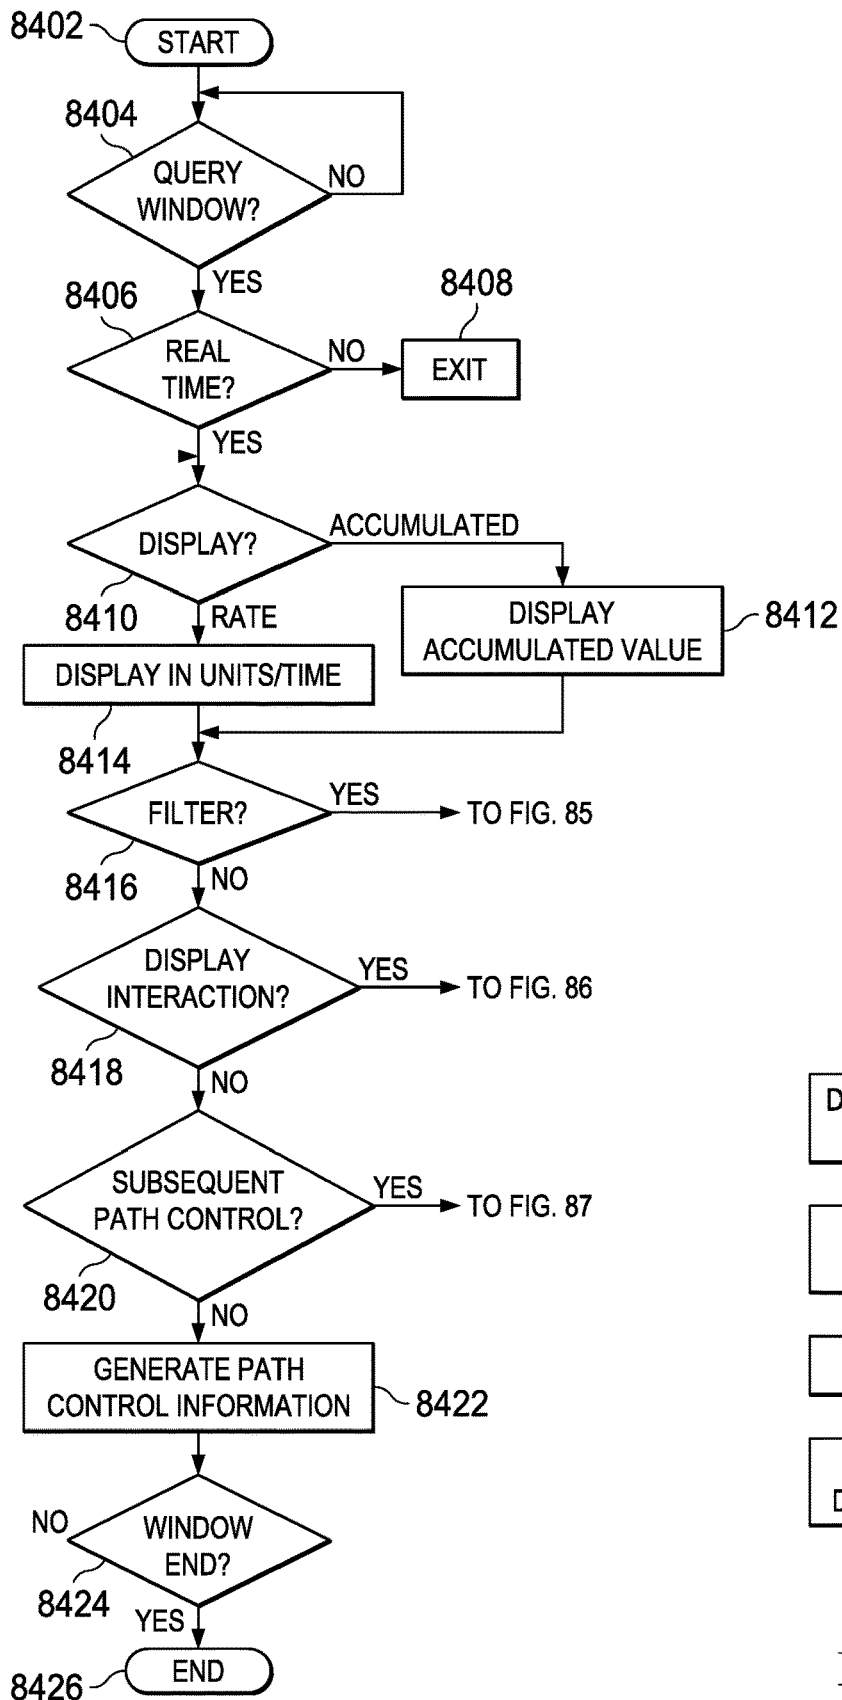 8402
START
8404
QUERY
WINDOW?
NO
YES
8406
REAL
TIME?
NO
8408
EXIT
YES
DISPLAY?
ACCUMULATED
8410
RATE
DISPLAY
ACCUMULATED VALUE
8412
DISPLAY IN UNITS/TIME
8414
FILTER?
YES
TO FIG. 85
8416
NO
DISPLAY
INTERACTION?
YES
TO FIG. 86
8418
NO
SUBSEQUENT
PATH CONTROL?
YES
TO FIG. 87
8420
NO
GENERATE PATH
CONTROL INFORMATION
8422
NO
WINDOW
END?
8424
YES
END
8426
D
D